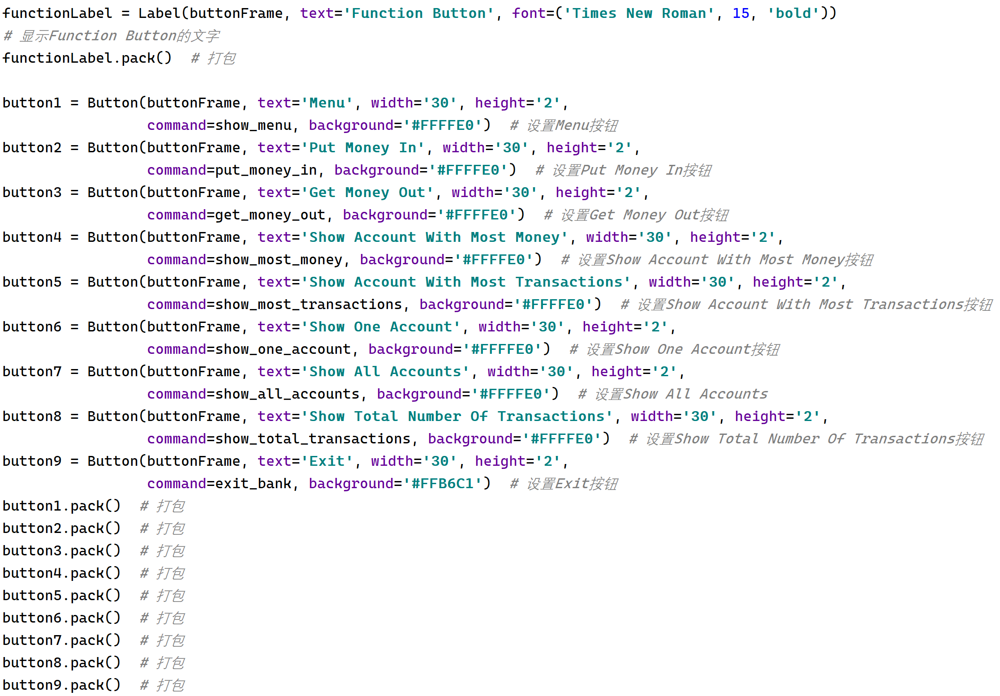 functionLabel = Label(buttonFrame, text='Function Button', font=('Times New Roman', 15, 'bold'))
# 显示Function Button的文字
functionLabel.pack()  # 打包

button1 = Button(buttonFrame, text='Menu', width='30', height='2',
                 command=show_menu, background='#FFFFE0')  # 设置Menu按钮
button2 = Button(buttonFrame, text='Put Money In', width='30', height='2',
                 command=put_money_in, background='#FFFFE0')  # 设置Put Money In按钮
button3 = Button(buttonFrame, text='Get Money Out', width='30', height='2',
                 command=get_money_out, background='#FFFFE0')  # 设置Get Money Out按钮
button4 = Button(buttonFrame, text='Show Account With Most Money', width='30', height='2',
                 command=show_most_money, background='#FFFFE0')  # 设置Show Account With Most Money按钮
button5 = Button(buttonFrame, text='Show Account With Most Transactions', width='30', height='2',
                 command=show_most_transactions, background='#FFFFE0')  # 设置Show Account With Most Transactions按钮
button6 = Button(buttonFrame, text='Show One Account', width='30', height='2',
                 command=show_one_account, background='#FFFFE0')  # 设置Show One Account按钮
button7 = Button(buttonFrame, text='Show All Accounts', width='30', height='2',
                 command=show_all_accounts, background='#FFFFE0')  # 设置Show All Accounts
button8 = Button(buttonFrame, text='Show Total Number Of Transactions', width='30', height='2',
                 command=show_total_transactions, background='#FFFFE0')  # 设置Show Total Number Of Transactions按钮
button9 = Button(buttonFrame, text='Exit', width='30', height='2',
                 command=exit_bank, background='#FFB6C1')  # 设置Exit按钮
button1.pack()  # 打包
button2.pack()  # 打包
button3.pack()  # 打包
button4.pack()  # 打包
button5.pack()  # 打包
button6.pack()  # 打包
button7.pack()  # 打包
button8.pack()  # 打包
button9.pack()  # 打包